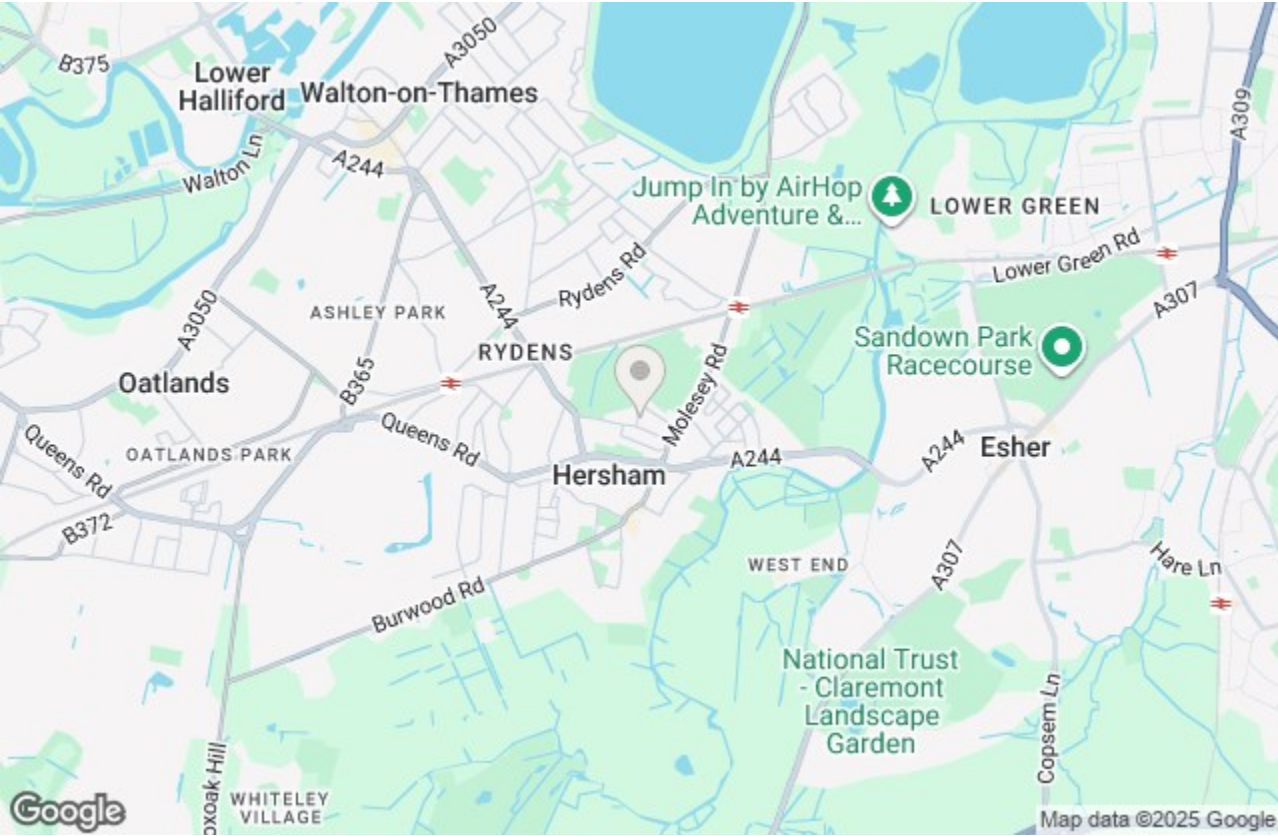 B375
A3050
Lower
Halliford
Walton-on-Thames
A309
Walton Ln
A244
Jump In by AirHop
Adventure &...
LOWER GREEN
Lower Green Rd
Rydens Rd
A307
A3050
ASHLEY PARK
A244
Sandown Park
Racecourse
RYDENS
Oatlands
B365
Molesey Rd
Queens Rd
Queens Rd
OATLANDS PARK
A244
A244
Esher
Hersham
B372
WEST END
A307
Hare Ln
Burwood Rd
National Trust
- Claremont
Landscape
Garden
Copsem Ln
oxoak Hill
WHITELEY
VILLAGE
Google
Map data ©2025 Google